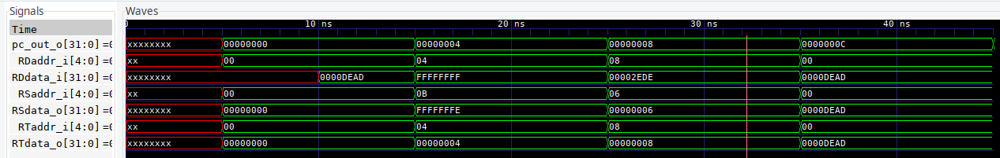 Signals Waves
Time 0 10 ns 20 ns 30 ns 40 ns
pc_out_o[31:0]=0 xxxxxxxx 00000000 00000004 00000008 0000000C
RDaddr_i[4:0]=0 xx 00 04 08 00
RDdata_i[31:0]=0 xxxxxxxx 0000DEAD FFFFFFFF 00002EDE 0000DEAD
RSaddr_i[4:0]=0 xx 00 0B 06 00
RSdata_o[31:0]=0 xxxxxxxx 00000000 FFFFFFFE 00000006 0000DEAD
RTaddr_i[4:0]=0 xx 00 04 08 00
RTdata_o[31:0]=0 xxxxxxxx 00000000 00000004 00000008 0000DEAD